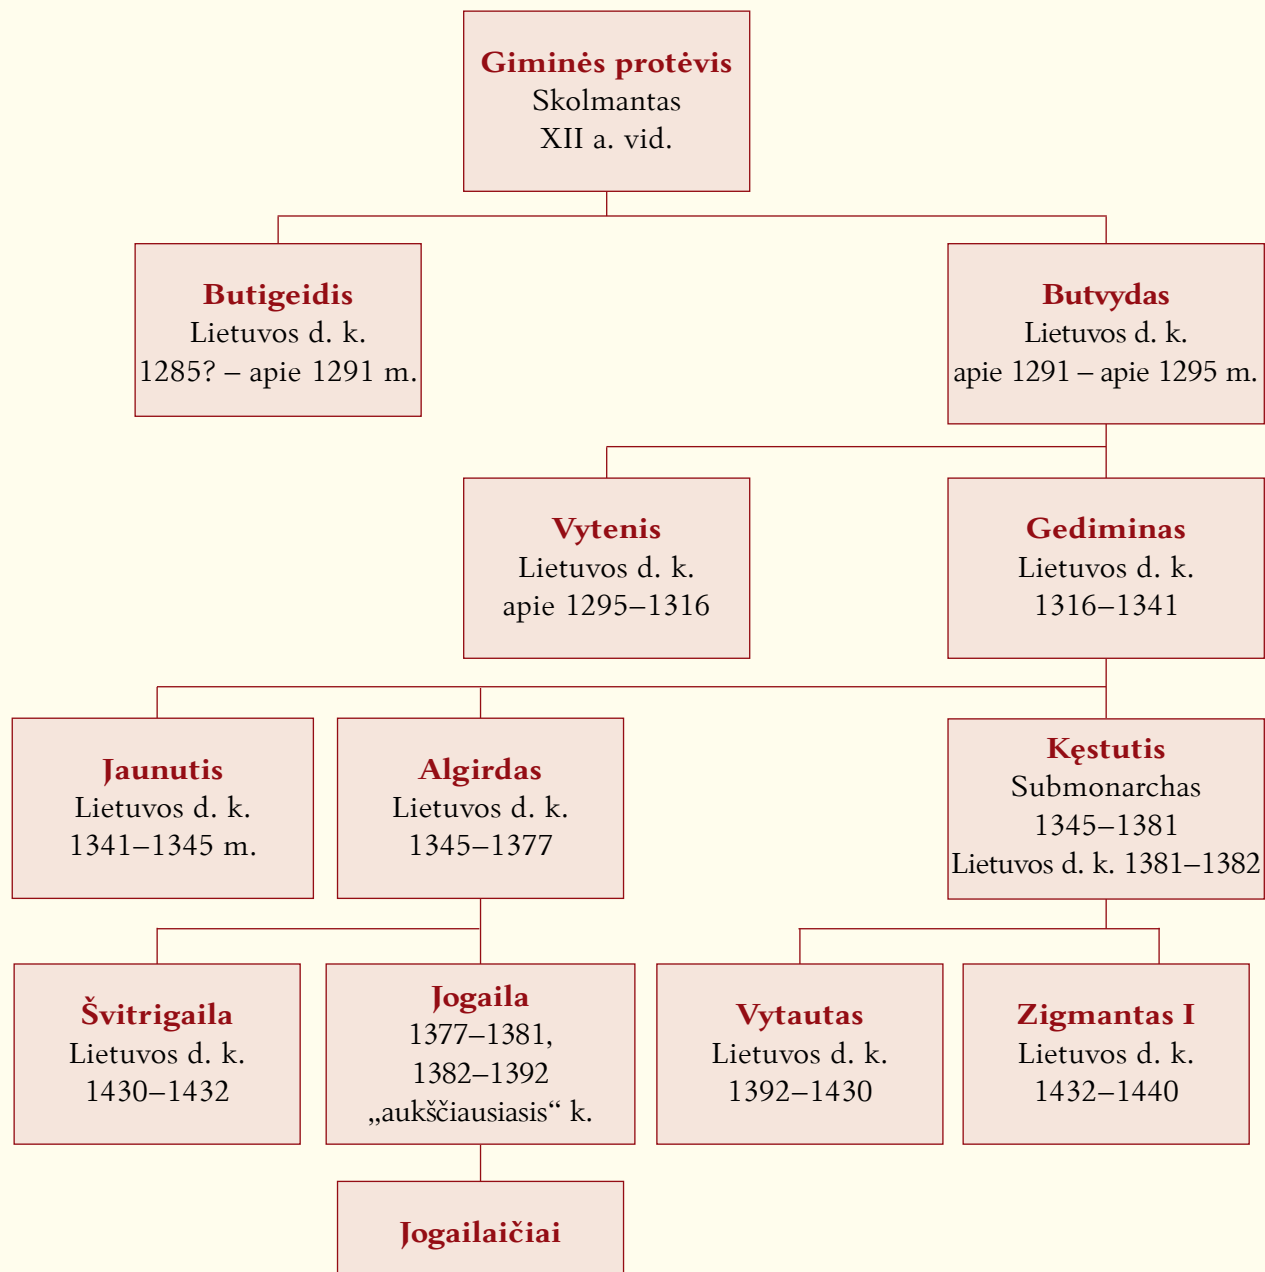 Giminės protėvis
Skolmantas
XII a. vid.
Butigeidis
Lietuvos d. k.
1285? – apie 1291 m.
Butvydas
Lietuvos d. k.
apie 1291 – apie 1295 m.
Vytenis
Lietuvos d. k.
apie 1295–1316
Gediminas
Lietuvos d. k.
1316–1341
Jaunutis
Lietuvos d. k.
1341–1345 m.
Algirdas
Lietuvos d. k.
1345–1377
Kęstutis
Submonarchas
1345–1381
Lietuvos d. k. 1381–1382
Švitrigaila
Lietuvos d. k.
1430–1432
Jogaila
1377–1381,
1382–1392
„aukščiausiasis“ k.
Vytautas
Lietuvos d. k.
1392–1430
Zigmantas I
Lietuvos d. k.
1432–1440
Jogailaičiai